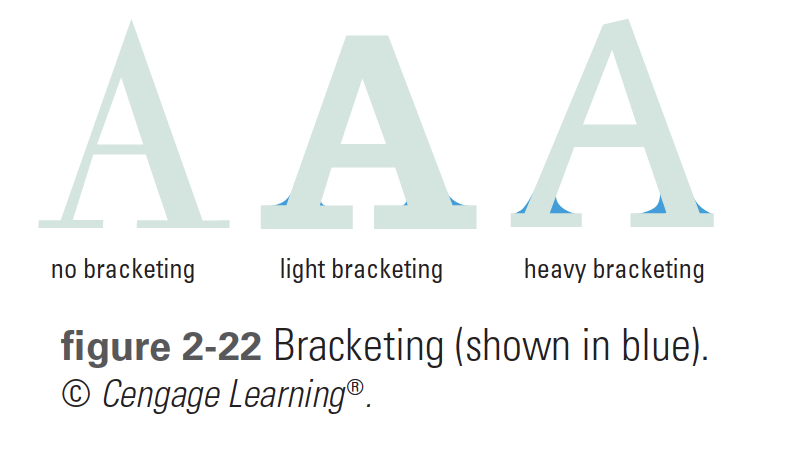 A A A
no bracketing light bracketing heavy bracketing
figure 2-22 Bracketing (shown in blue).
© Cengage Learning®.